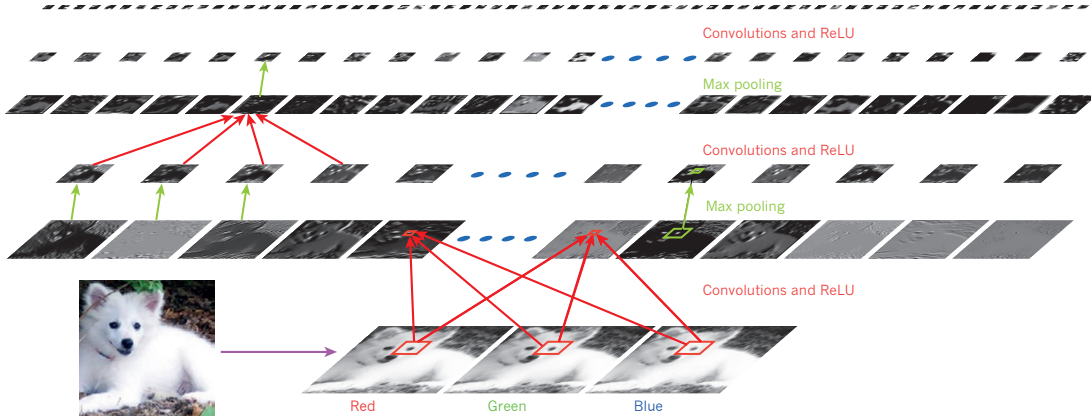 Convolutions and ReLU
Max pooling
Convolutions and ReLU
Max pooling
Convolutions and ReLU
Red Green Blue